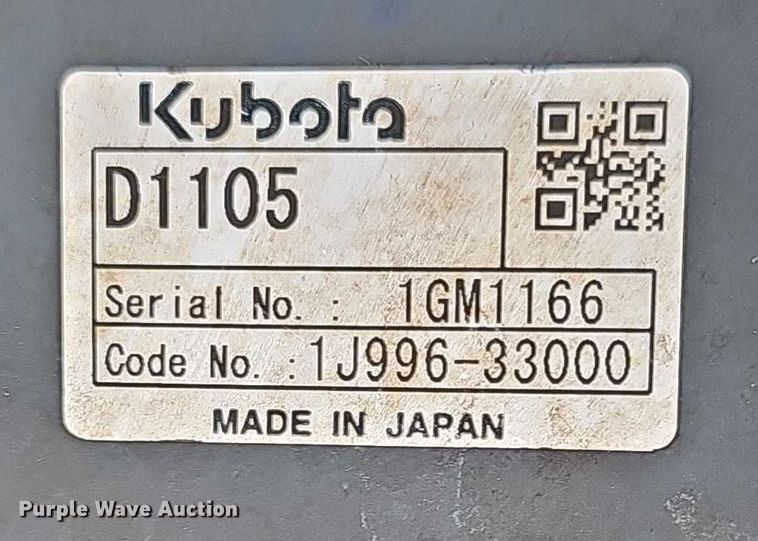 Kubota
D1105
Serial No. : 1GM1166
Code No. : 1J996-33000
MADE IN JAPAN
Purple Wave Auction